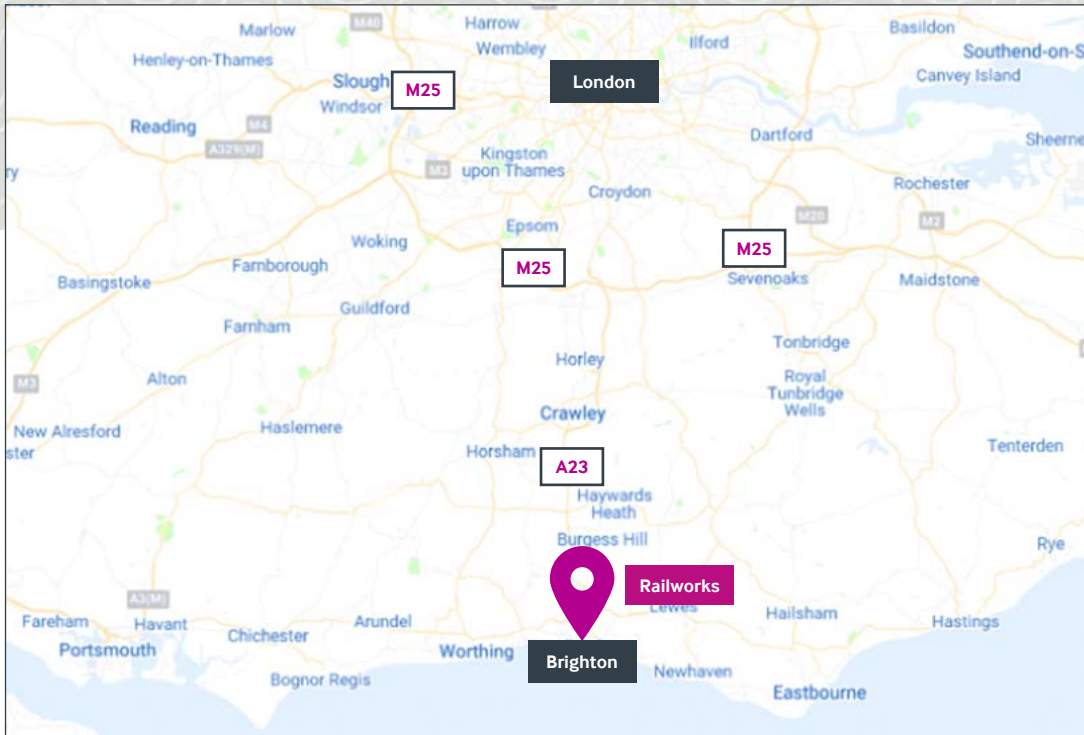 Marlow
M40
Harrow
Ilford
Basildon
Henley-on-Thames
Wembley
Southend-on-S
Slough
M25
London
Canvey Island
Windsor
Reading
M4
Dartford
Sheerne
A329(M)
Kingston
upon Thames
M3
ry
Croydon
Rochester
M20
M2
Epsom
Woking
M25
M25
Farnborough
Basingstoke
Sevenoaks
Maidstone
Guildford
Farnham
Tonbridge
Horley
M3
Alton
Royal
Tunbridge
Wells
Crawley
New Alresford
Haslemere
ster
Horsham
Tenterden
A23
Haywards
Heath
Burgess Hill
Rye
Railworks
A3(M)
Lewes
Hailsham
Fareham
Havant
Arundel
Hastings
Chichester
Portsmouth
Worthing
Brighton
Newhaven
Bognor Regis
Eastbourne